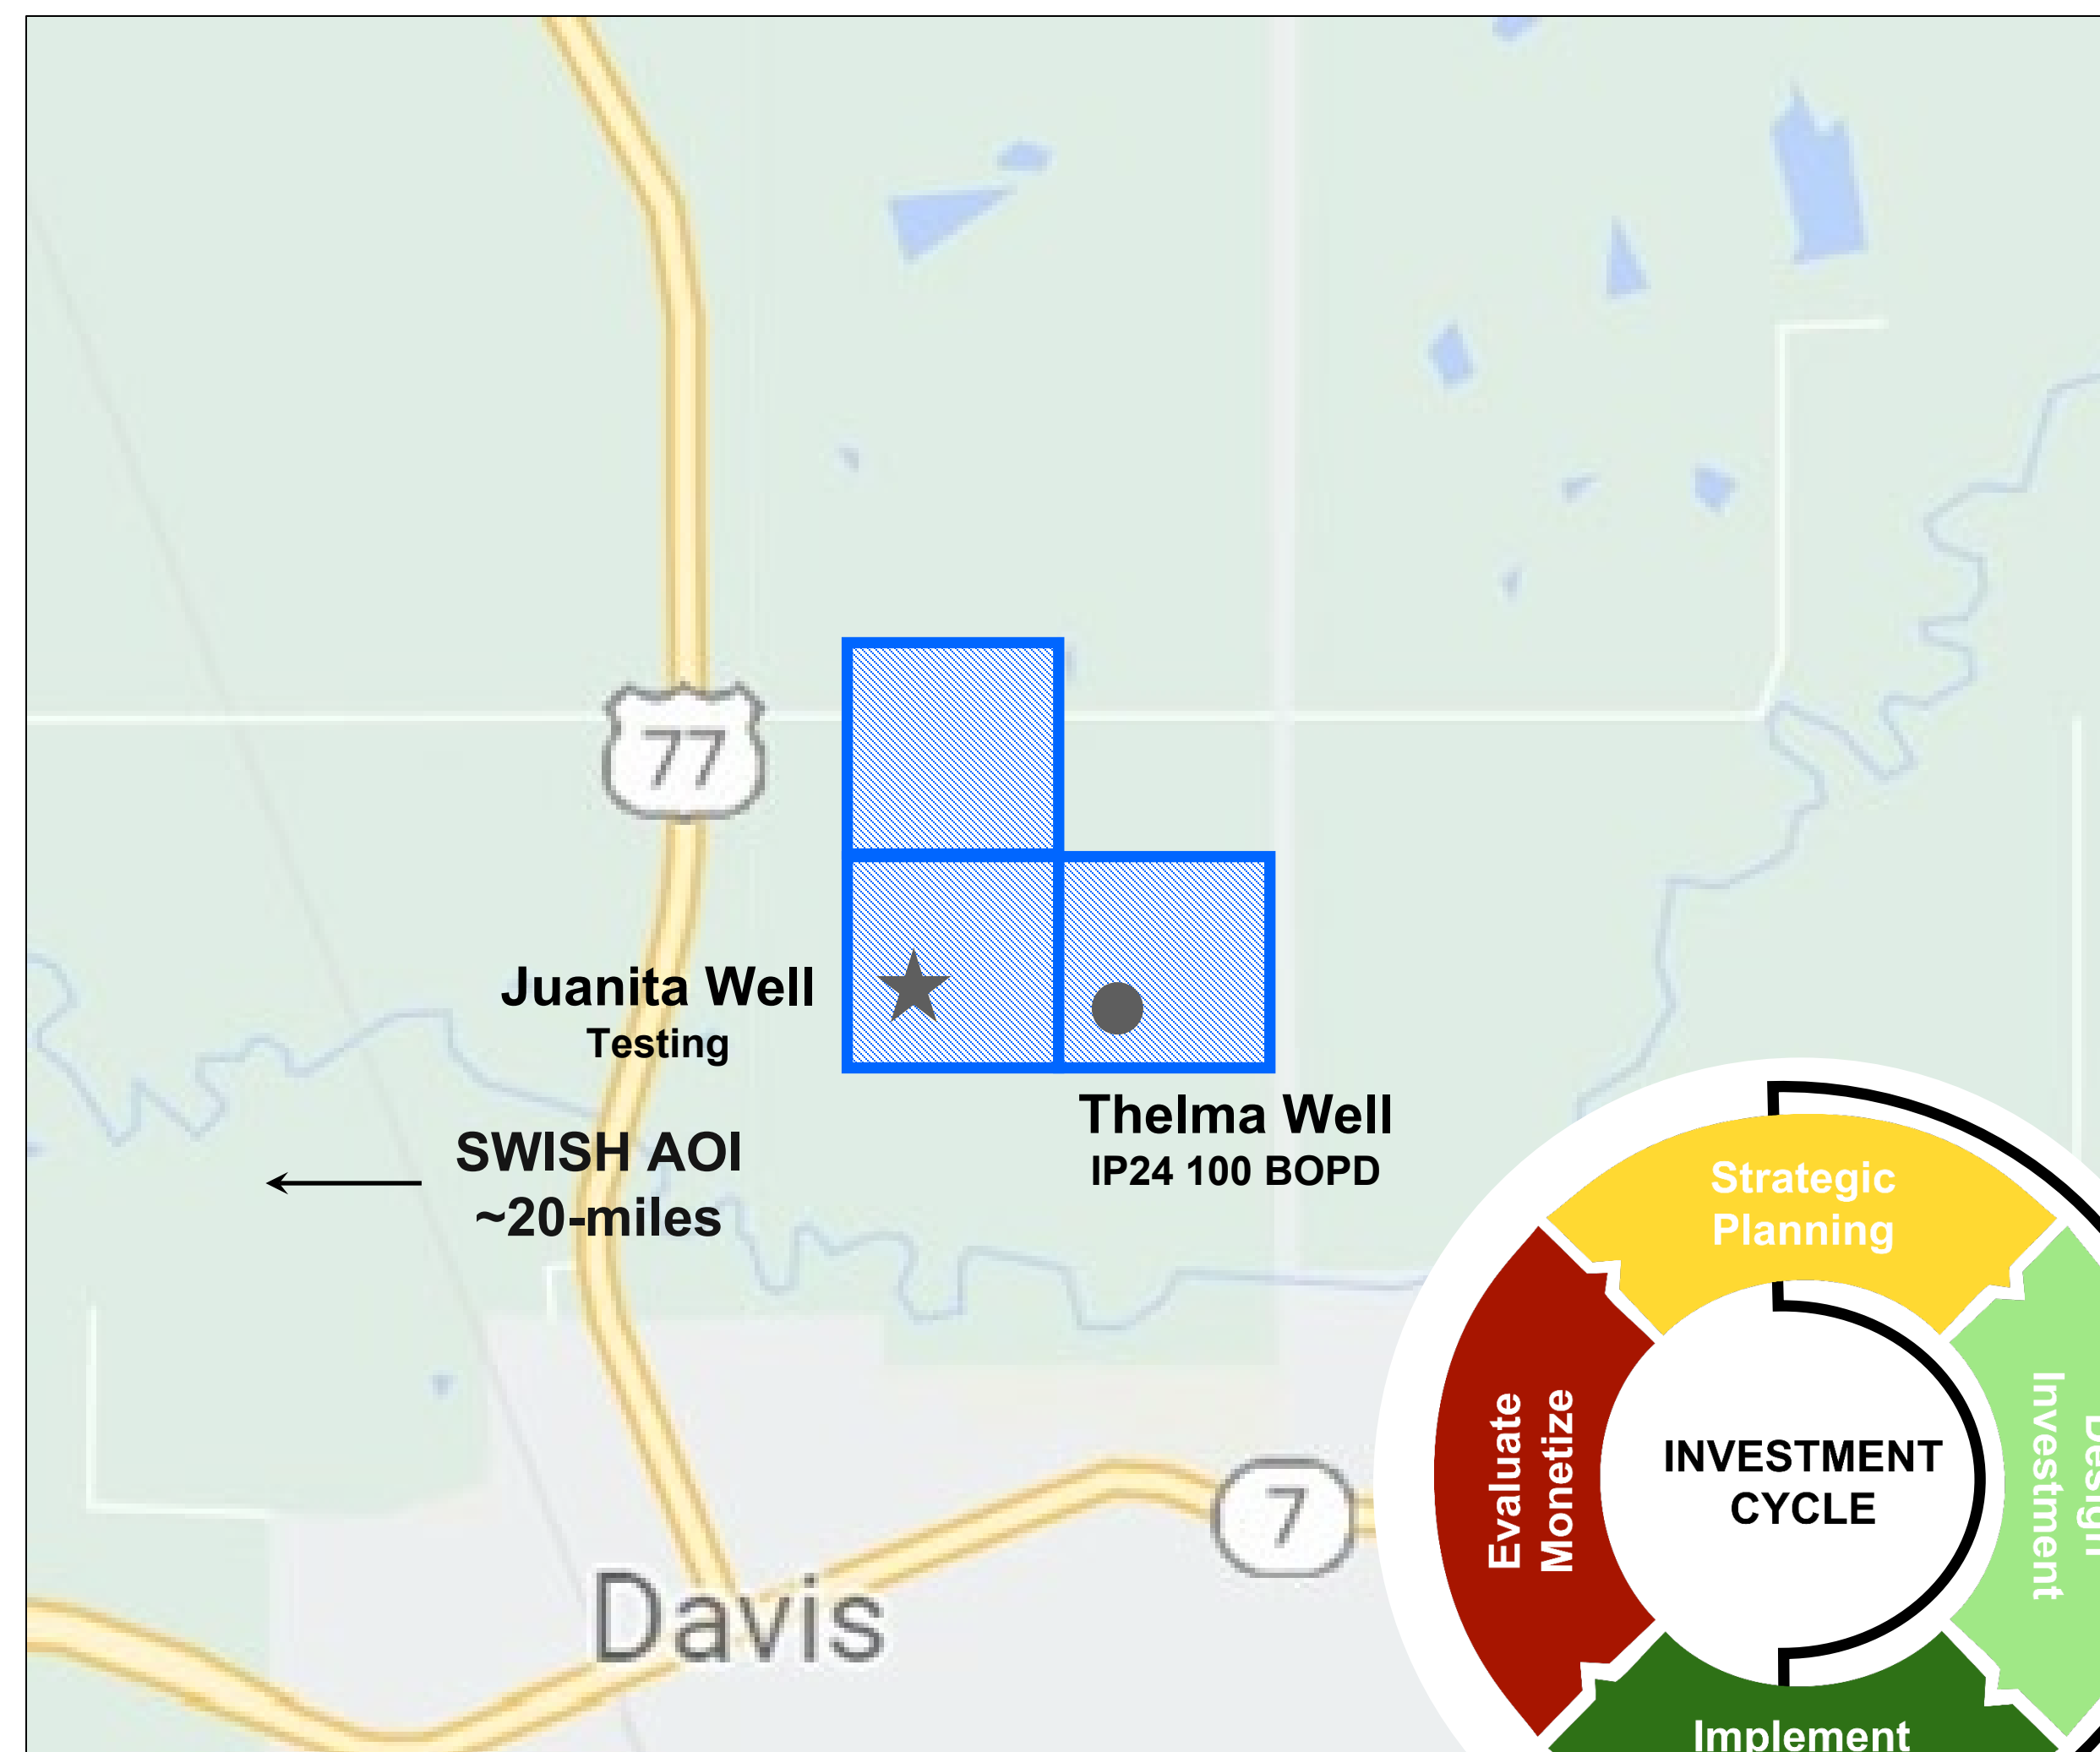 77
Juanita Well
Testing
Thelma Well
IP24 100 BOPD
SWISH AOI
~20-miles
7
Davis
Strategic
Planning
Evaluate
Monetize
INVESTMENT
CYCLE
Design
Investment
Implement